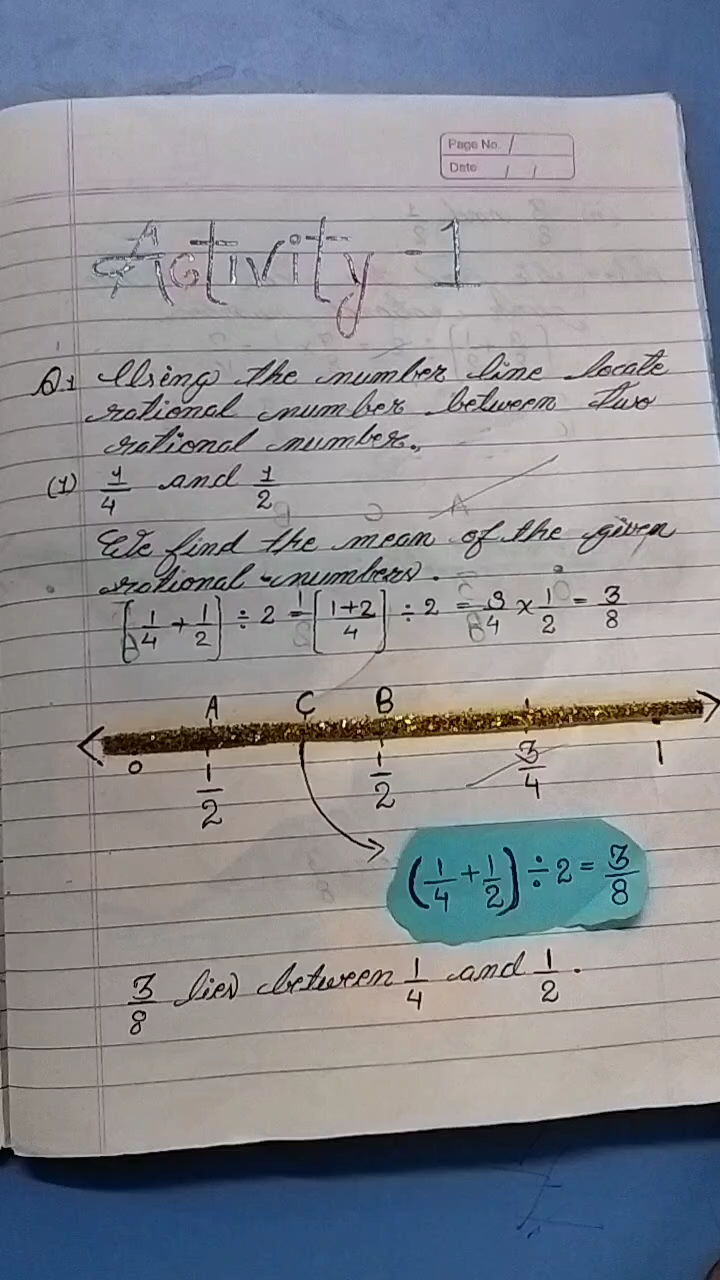 Page No. /
Date / /
Activity - 1
Q.1 Using the number line locate
rational number between two
rational number.
(1) 1/4 and 1/2
We find the mean of the given
rational numbers.
[1/4 + 1/2] ÷ 2 = [1+2/4] ÷ 2 = 3/4 × 1/2 = 3/8
A C B
0 1/2 1/2 3/4 1
(1/4 + 1/2) ÷ 2 = 3/8
3/8 lies between 1/4 and 1/2.